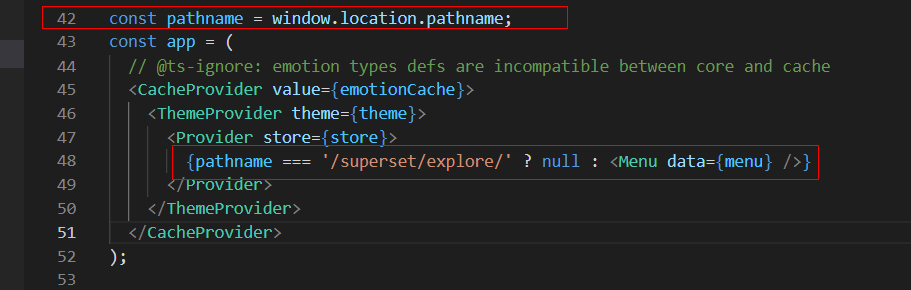 42 const pathname = window.location.pathname;
43 const app = (
44 // @ts-ignore: emotion types defs are incompatible between core and cache
45 <CacheProvider value={emotionCache}>
46 <ThemeProvider theme={theme}>
47 <Provider store={store}>
48 {pathname === '/superset/explore/' ? null : <Menu data={menu} />}
49 </Provider>
50 </ThemeProvider>
51 </CacheProvider>
52 );
53